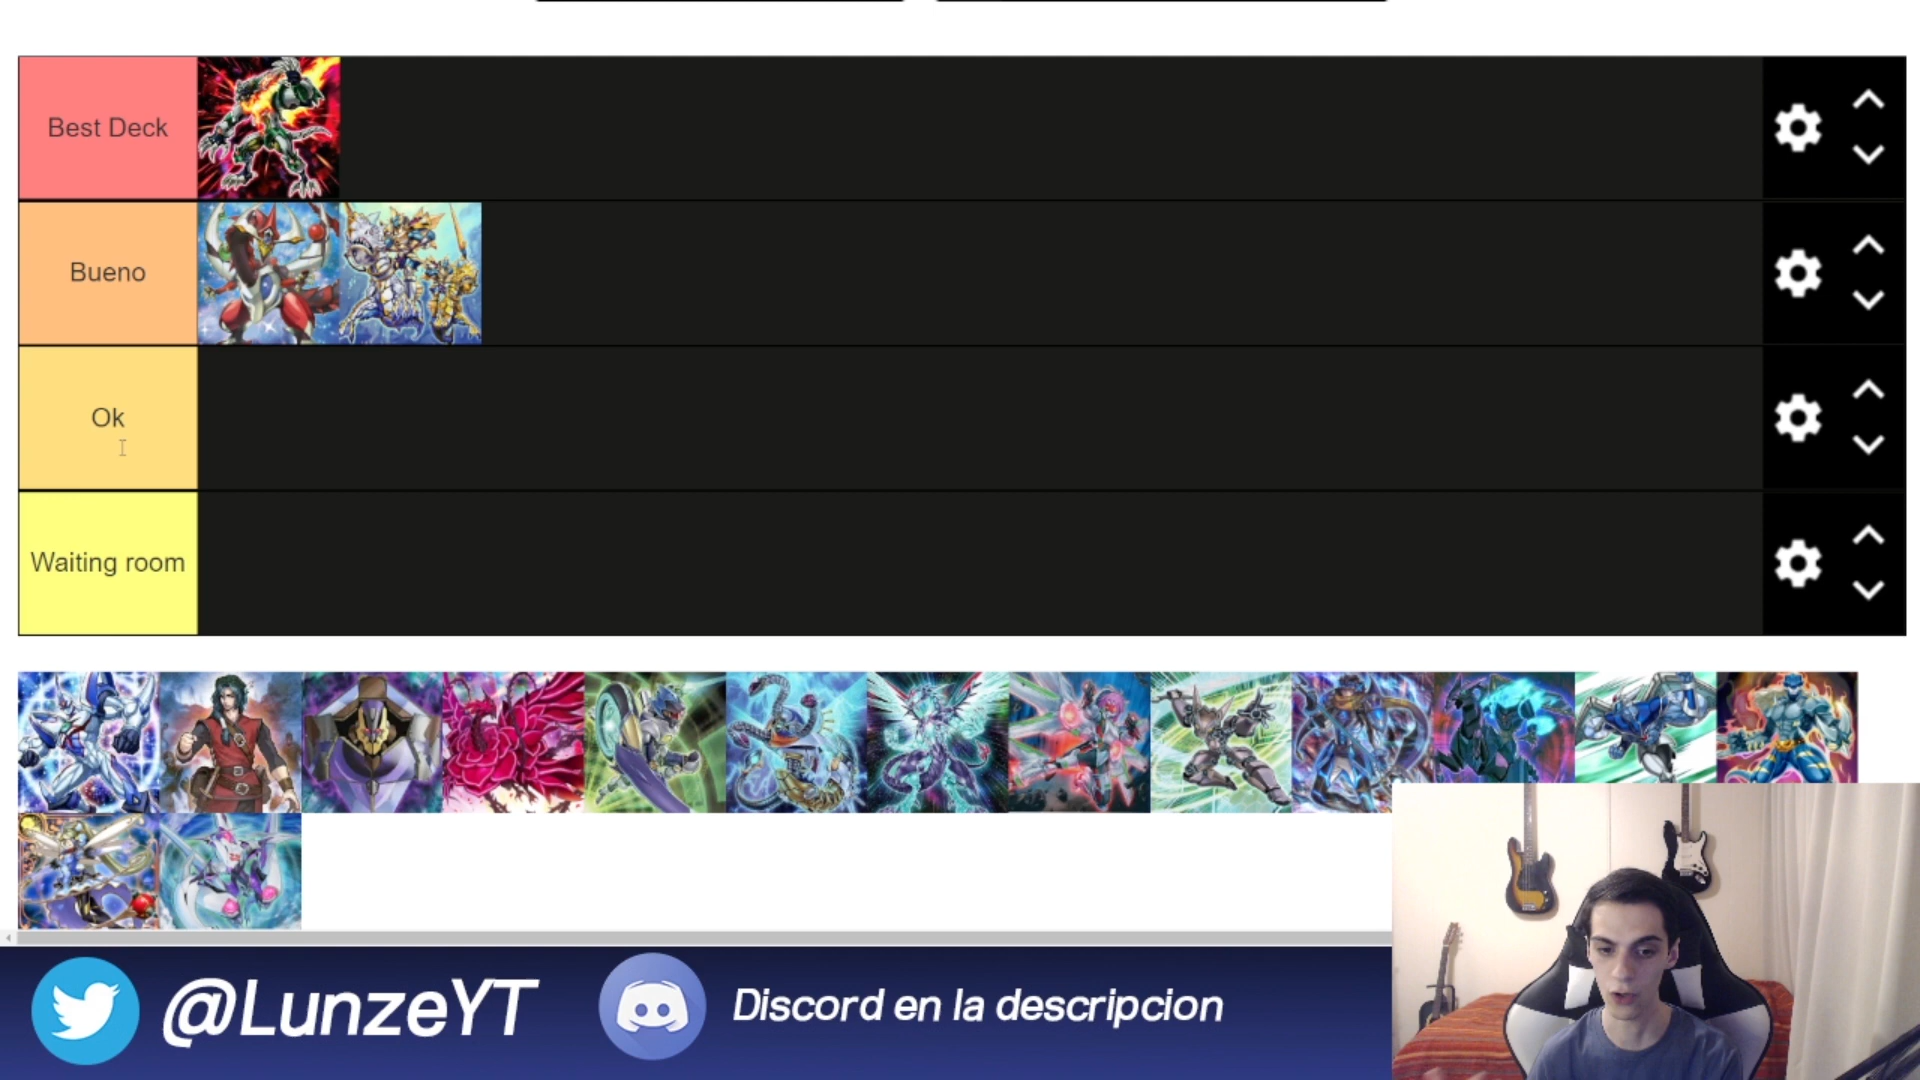 Best Deck
Bueno
Ok
Waiting room
@LunzeYT
Discord en la descripcion